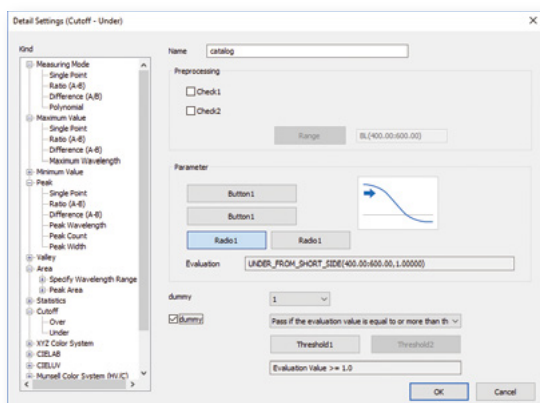 Detail Settings (Cutoff - Under)
Kind
Measuring Mode
Single Point
Ratio (A-B)
Difference (A/B)
Polynomial
Maximum Value
Single Point
Ratio (A-B)
Difference (A-B)
Maximum Wavelength
Minimum Value
Peak
Single Point
Ratio (A-B)
Difference (A-B)
Peak Wavelength
Peak Count
Peak Width
Valley
Area
Specify Wavelength Range
Peak Area
Statistics
Cutoff
Over
Under
XYZ Color System
CIELAB
CIELUV
Munsell Color System (HV/C)
Name catalog
Preprocessing
Check1
Check2
Range BL(400.00:600.00)
Parameter
Button1
Button1
Radio1 Radio1
Evaluation UNDER_FROM_SHORT_SIDE(400.00:600.00,1.00000)
dummy 1
dummy Pass if the evaluation value is equal to or more than th
Threshold1 Threshold2
Evaluation Value >= 1.0
OK Cancel